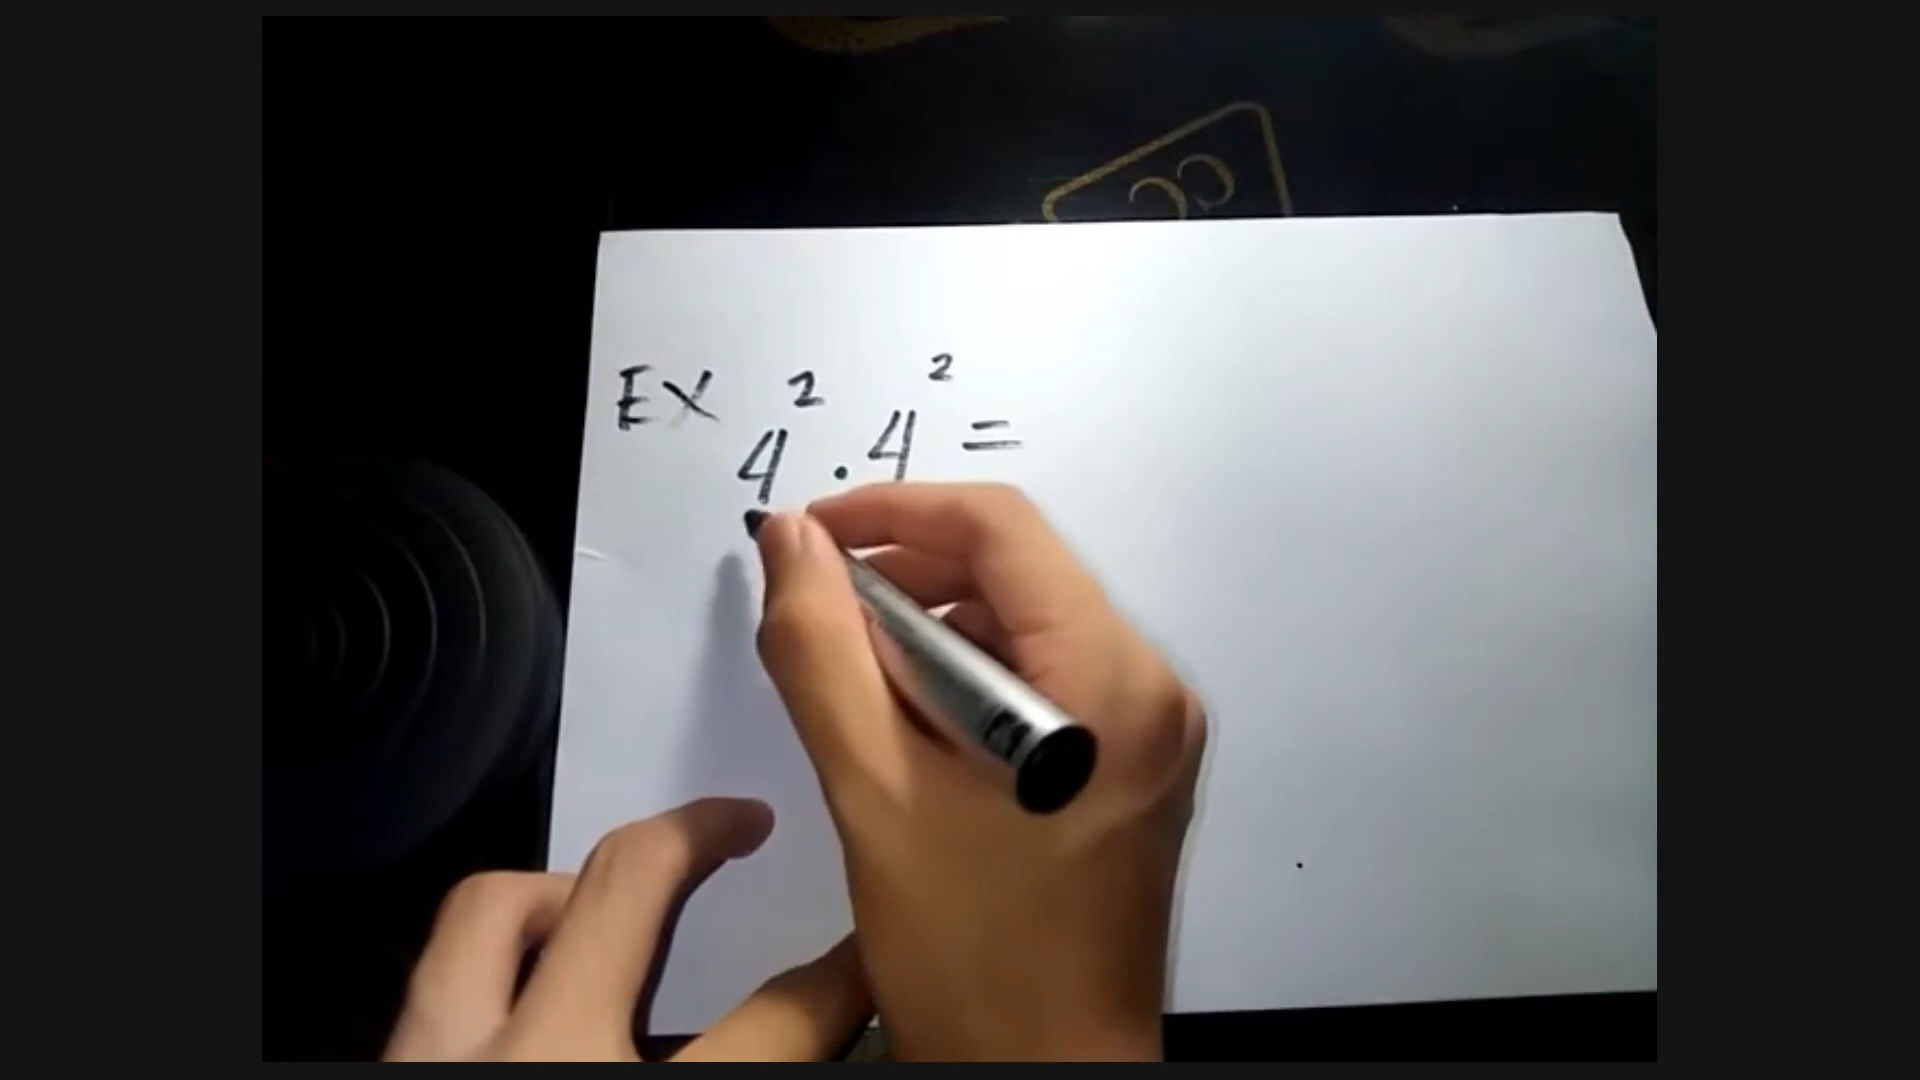 EX 4² . 4² =